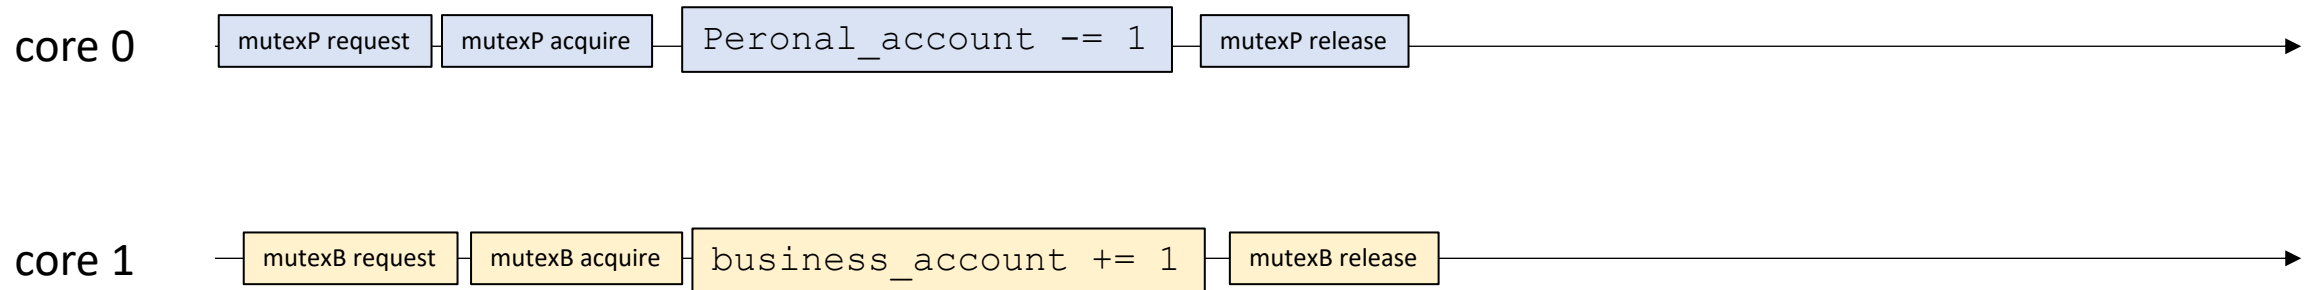 core 0 mutexP request mutexP acquire Peronal_account -= 1 mutexP release
core 1 mutexB request mutexB acquire business_account += 1 mutexB release